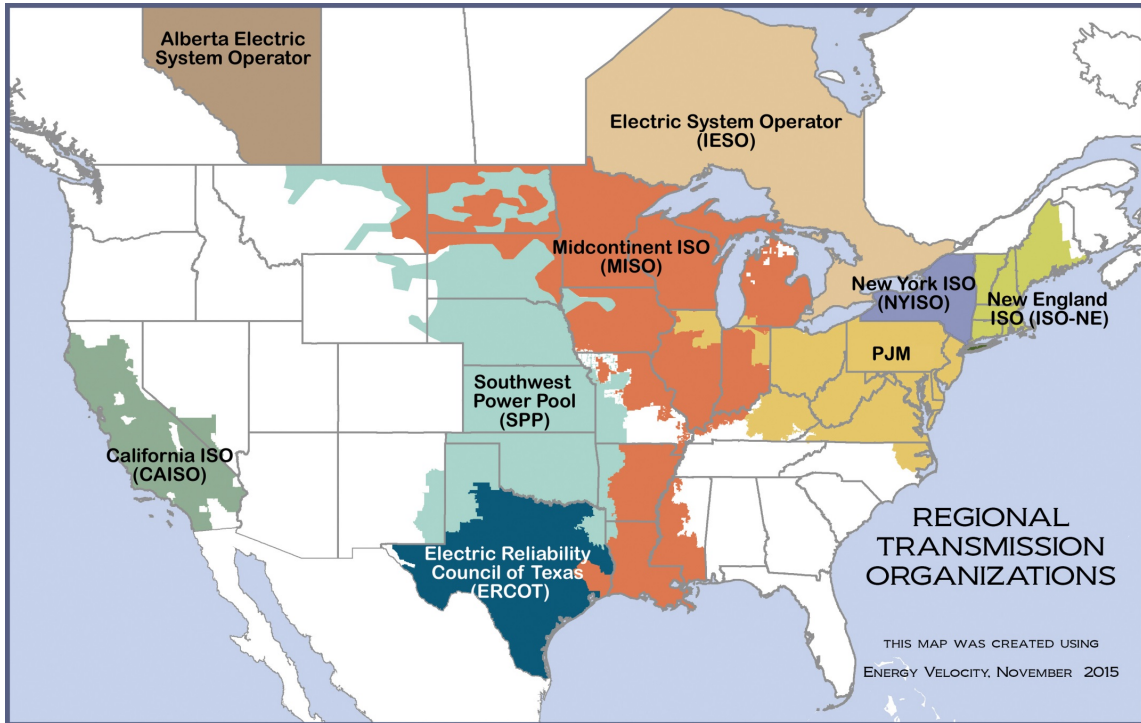 Alberta Electric
System Operator
Electric System Operator
(IESO)
Midcontinent ISO
(MISO)
New York ISO
(NYISO)
New England
ISO (ISO-NE)
PJM
Southwest
Power Pool
(SPP)
California ISO
(CAISO)
Electric Reliability
Council of Texas
(ERCOT)
REGIONAL
TRANSMISSION
ORGANIZATIONS
THIS MAP WAS CREATED USING
ENERGY VELOCITY, NOVEMBER 2015